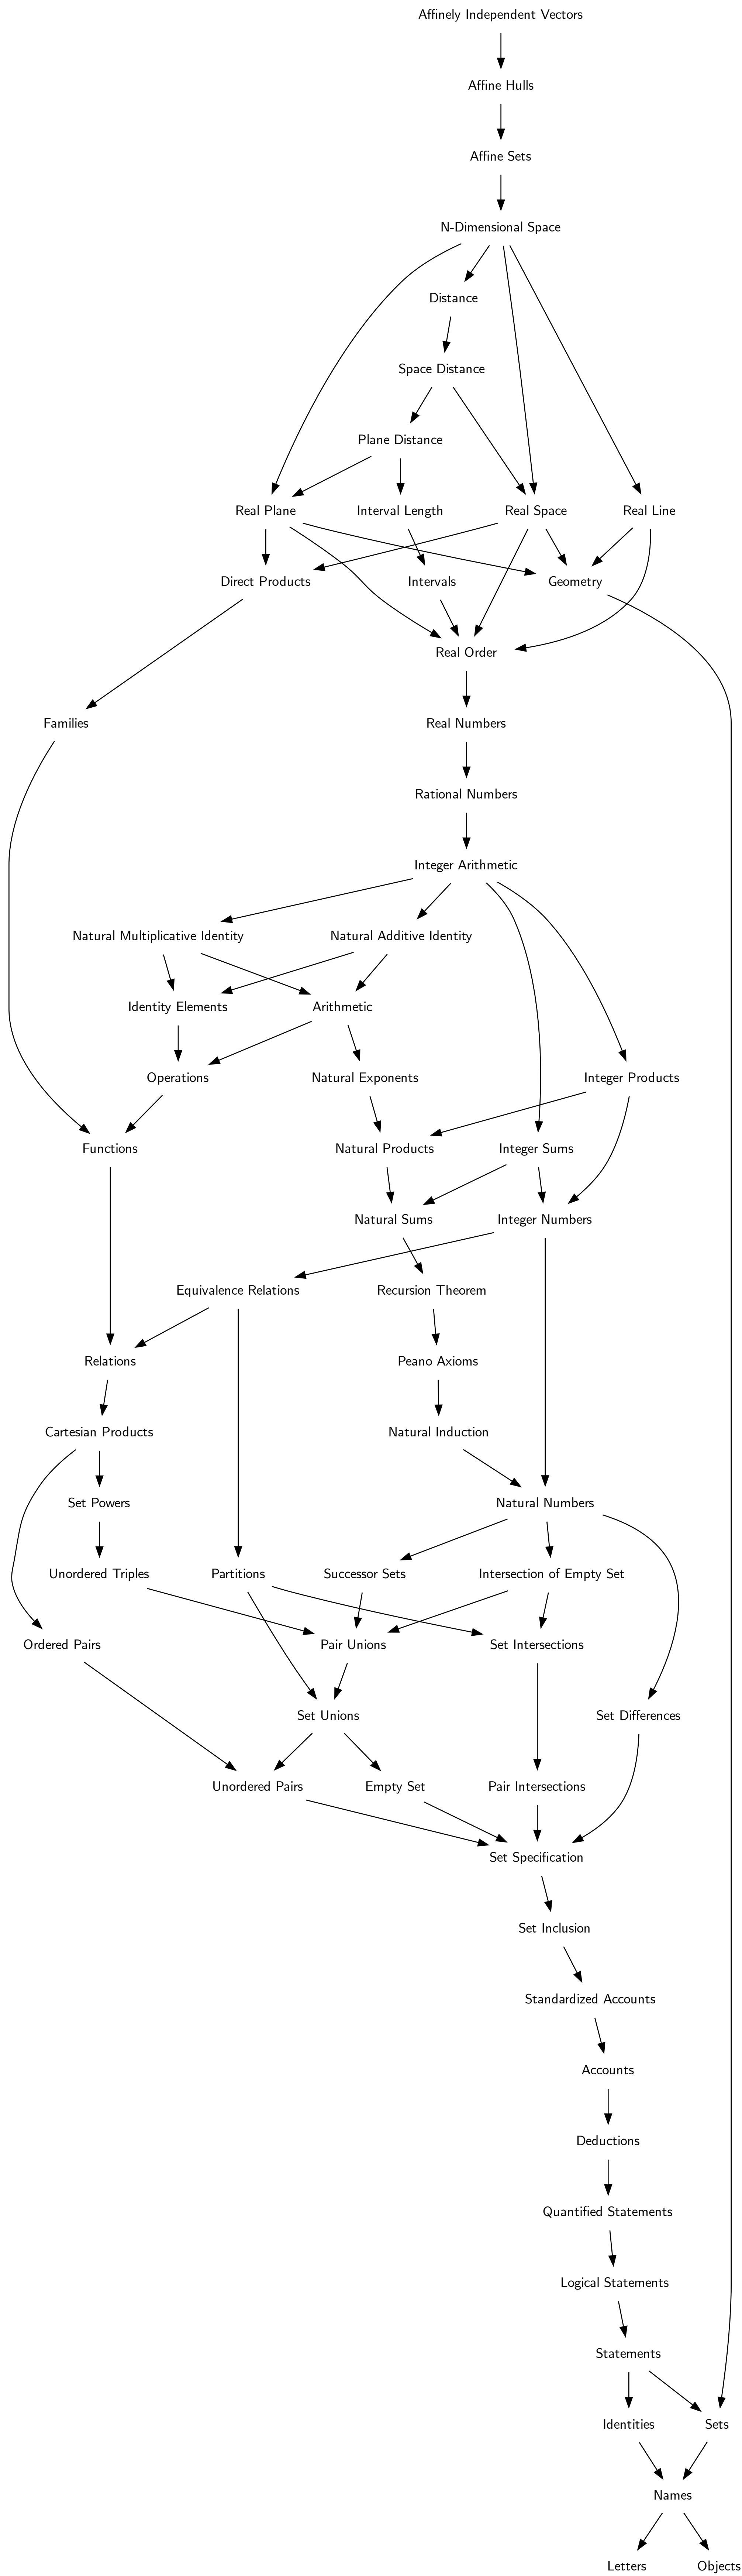 Affinely Independent Vectors
Affine Hulls
Affine Sets
N-Dimensional Space
Distance
Space Distance
Plane Distance
Real Plane
Interval Length
Real Space
Real Line
Direct Products
Intervals
Geometry
Real Order
Families
Real Numbers
Rational Numbers
Integer Arithmetic
Natural Multiplicative Identity
Natural Additive Identity
Identity Elements
Arithmetic
Operations
Natural Exponents
Integer Products
Functions
Natural Products
Integer Sums
Natural Sums
Integer Numbers
Equivalence Relations
Recursion Theorem
Relations
Peano Axioms
Cartesian Products
Natural Induction
Set Powers
Natural Numbers
Unordered Triples
Partitions
Successor Sets
Intersection of Empty Set
Ordered Pairs
Pair Unions
Set Intersections
Set Unions
Set Differences
Unordered Pairs
Empty Set
Pair Intersections
Set Specification
Set Inclusion
Standardized Accounts
Accounts
Deductions
Quantified Statements
Logical Statements
Statements
Identities
Sets
Names
Letters
Objects